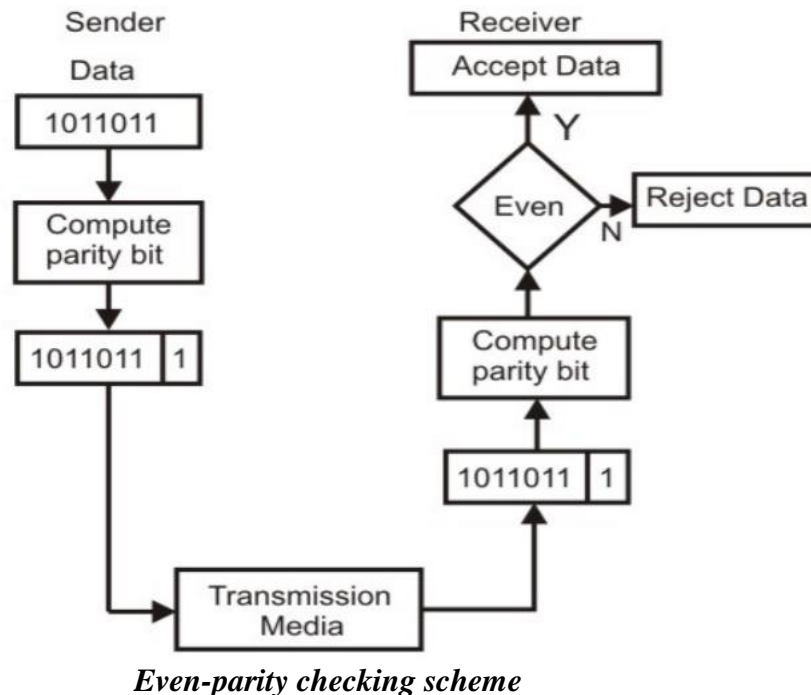 Sender
Data
1011011
Compute
parity bit
1011011 1
Transmission
Media
Receiver
Accept Data
Y
Even
N
Reject Data
Compute
parity bit
1011011 1
Even-parity checking scheme